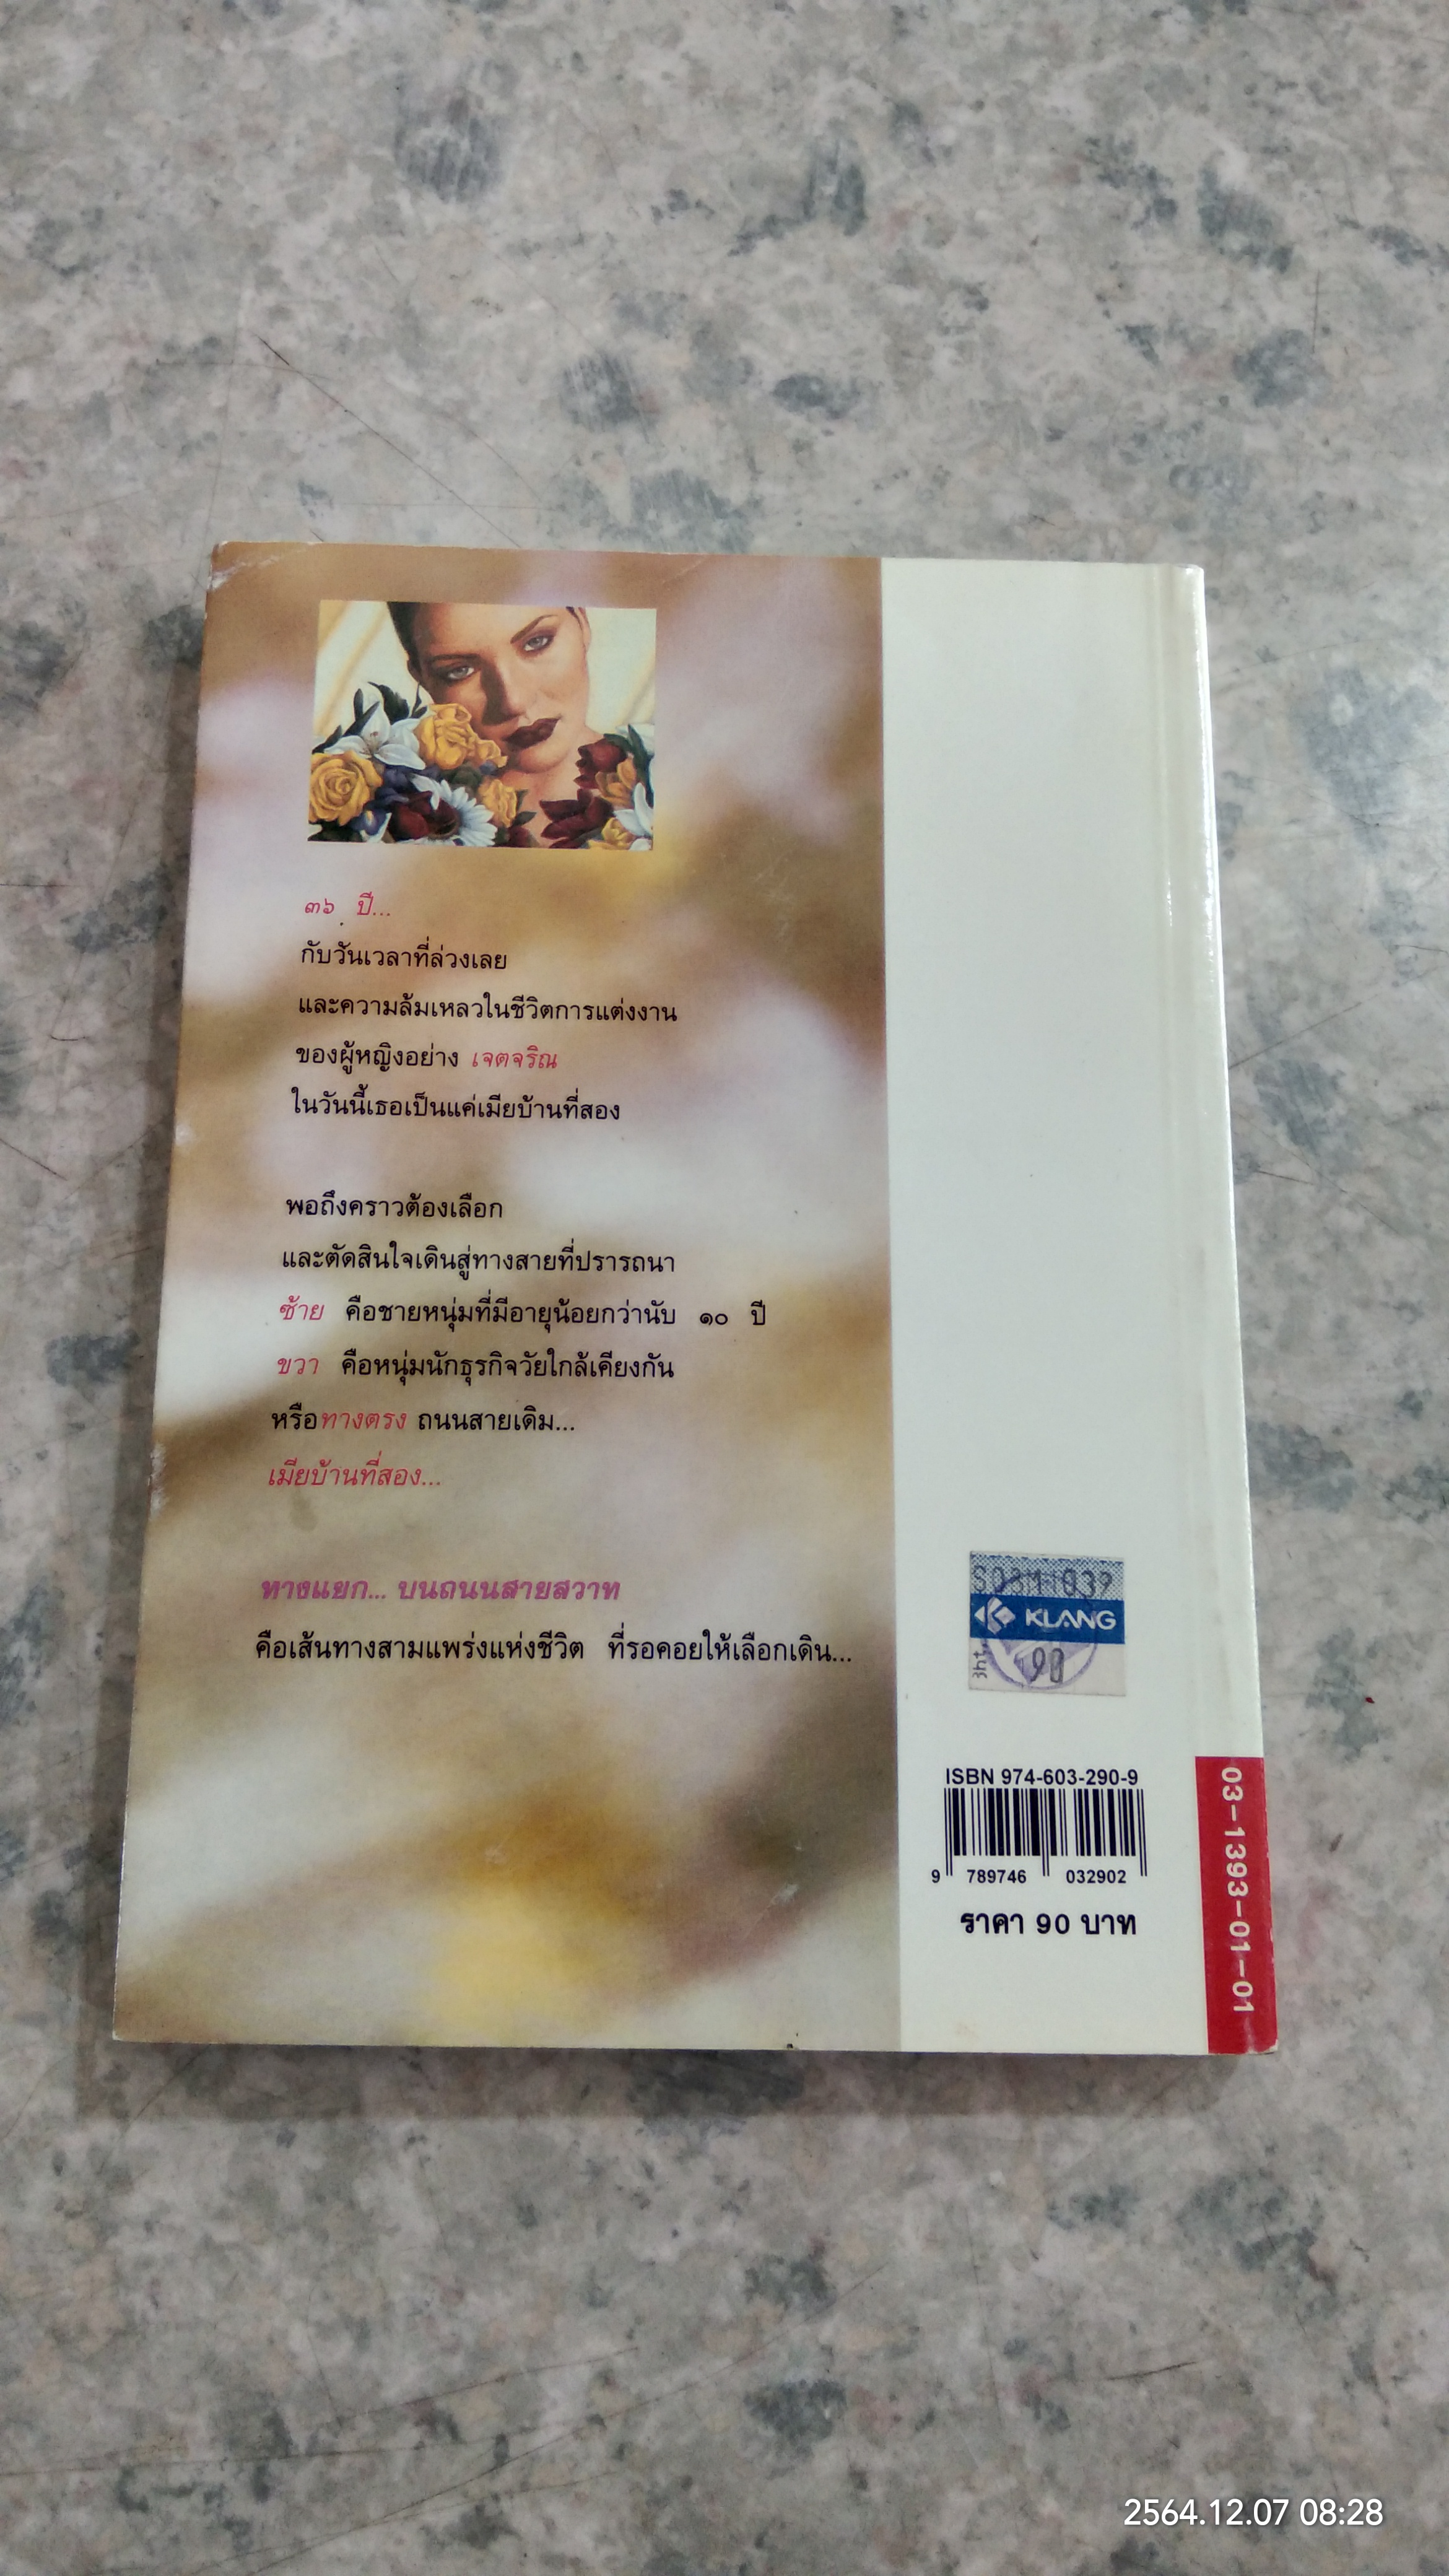 ๓๖ ปี...
กับวันเวลาที่ล่วงเลย
และความล้มเหลวในชีวิตการแต่งงาน
ของผู้หญิงอย่าง เจตจริณ
ในวันนี้เธอเป็นแค่เมียบ้านที่สอง
พอถึงคราวต้องเลือก
และตัดสินใจเดินสู่ทางสายที่ปรารถนา
ซ้าย คือชายหนุ่มที่มีอายุน้อยกว่านับ ๑๐ ปี
ขวา คือหนุ่มนักธุรกิจวัยใกล้เคียงกัน
หรือทางตรง ถนนสายเดิม...
เมียบ้านที่สอง...
ทางแยก... บนถนนสายสวาท
คือเส้นทางสามแพร่งแห่งชีวิต ที่รอคอยให้เลือกเดิน...
KLANG
90
ISBN 974-603-290-9
9 789746 032902
ราคา 90 บาท
03-1393-01-01
2564.12.07 08:28